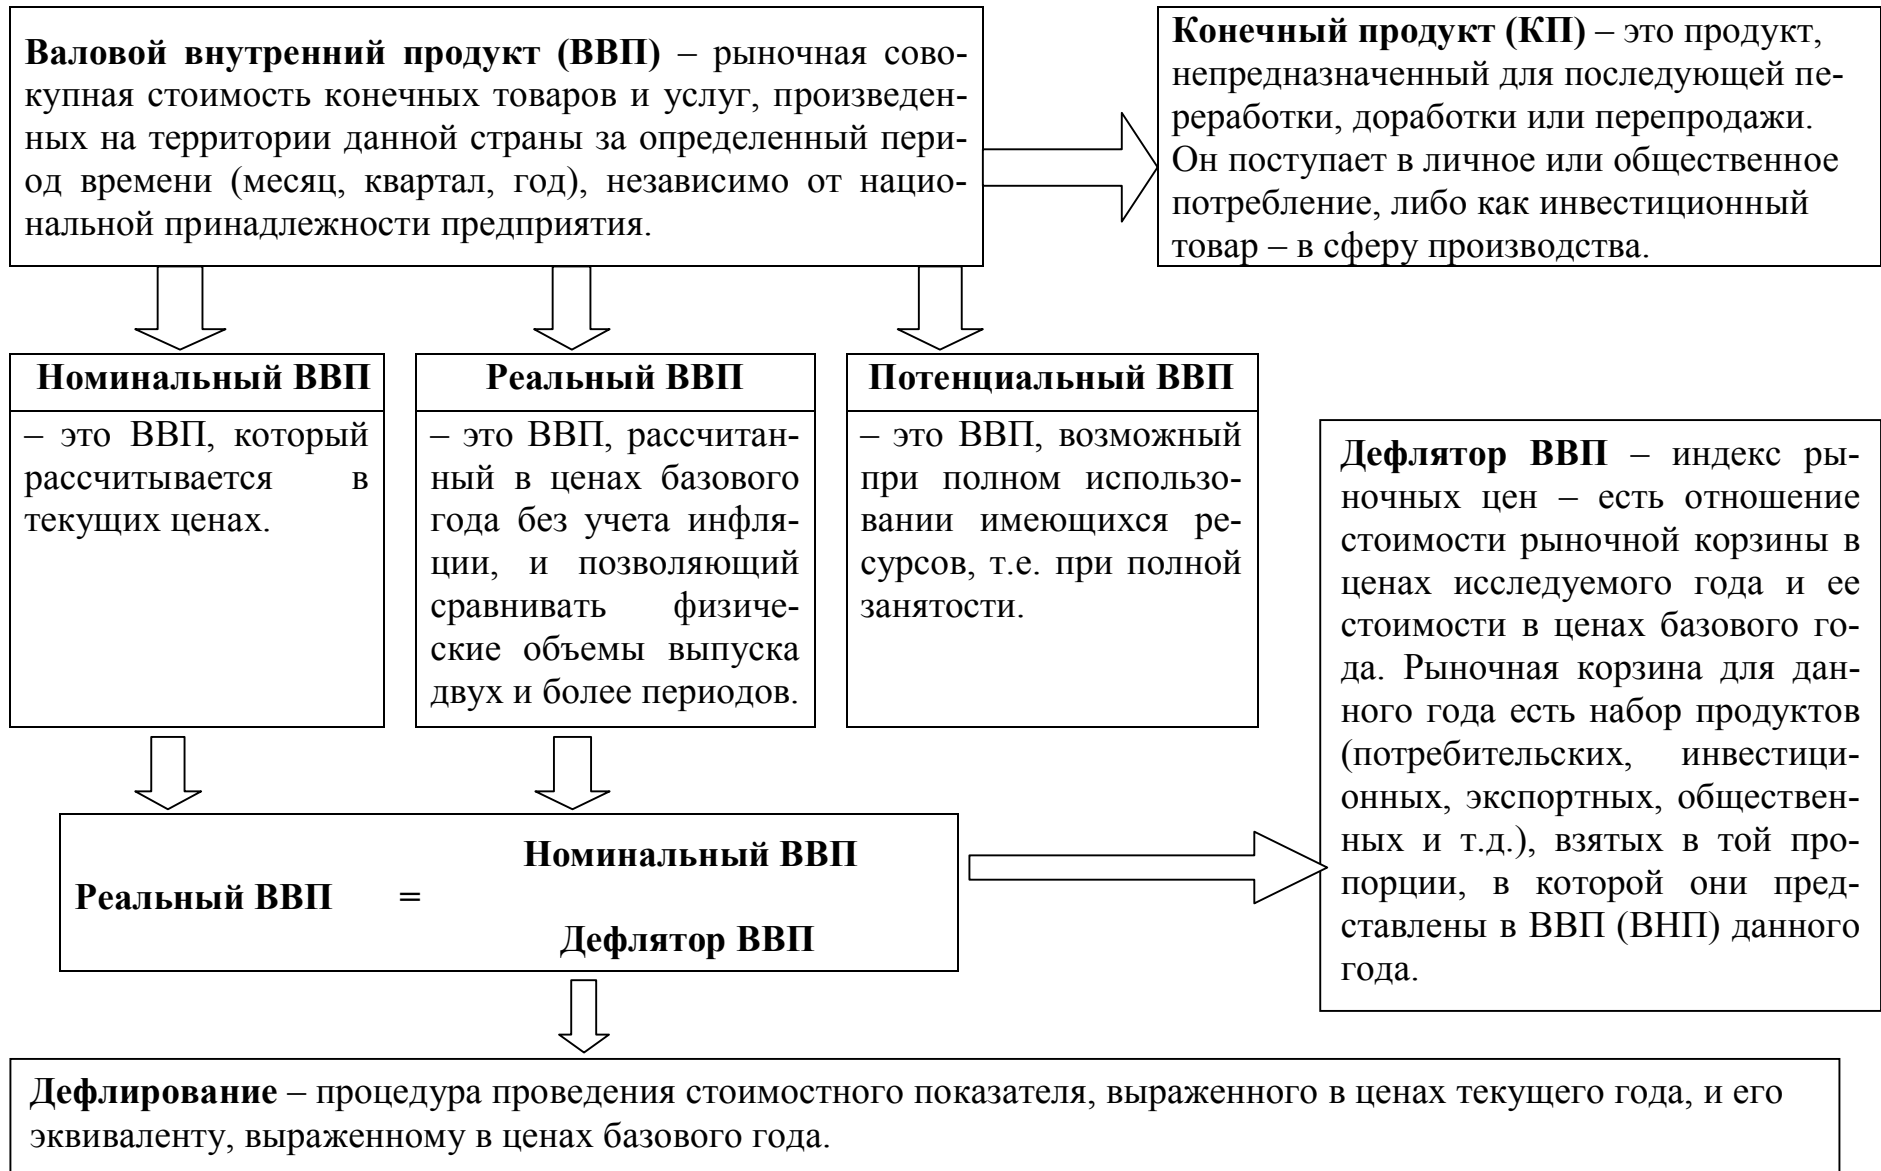 Валовой внутренний продукт (ВВП) – рыночная сово-
купная стоимость конечных товаров и услуг, произведен-
ных на территории данной страны за определенный пери-
од времени (месяц, квартал, год), независимо от нацио-
нальной принадлежности предприятия.
Конечный продукт (КП) – это продукт,
непредназначенный для последующей пе-
реработки, доработки или перепродажи.
Он поступает в личное или общественное
потребление, либо как инвестиционный
товар – в сферу производства.
Номинальный ВВП
– это ВВП, который
рассчитывается в
текущих ценах.
Реальный ВВП
– это ВВП, рассчитан-
ный в ценах базового
года без учета инфля-
ции, и позволяющий
сравнивать физиче-
ские объемы выпуска
двух и более периодов.
Потенциальный ВВП
– это ВВП, возможный
при полном использо-
вании имеющихся ре-
сурсов, т.е. при полной
занятости.
Дефлятор ВВП – индекс ры-
ночных цен – есть отношение
стоимости рыночной корзины в
ценах исследуемого года и ее
стоимости в ценах базового го-
да. Рыночная корзина для дан-
ного года есть набор продуктов
(потребительских, инвестици-
онных, экспортных, обществен-
ных и т.д.), взятых в той про-
порции, в которой они пред-
ставлены в ВВП (ВНП) данного
года.
Номинальный ВВП
Реальный ВВП =
Дефлятор ВВП
Дефлирование – процедура проведения стоимостного показателя, выраженного в ценах текущего года, и его
эквиваленту, выраженному в ценах базового года.